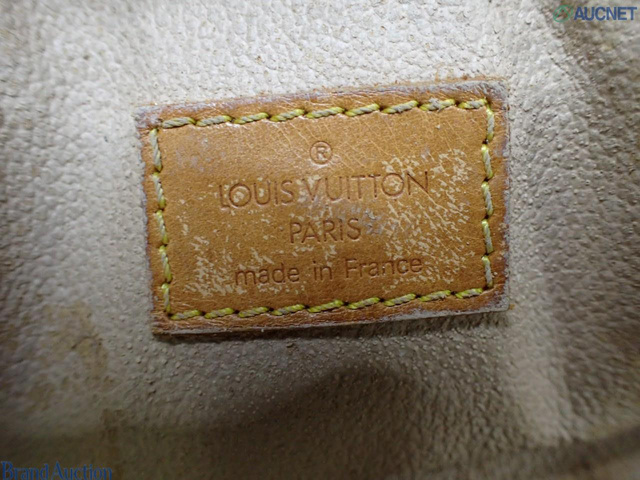 AUCNET
®
LOUIS VUITTON
PARIS
made in France
Brand Auction